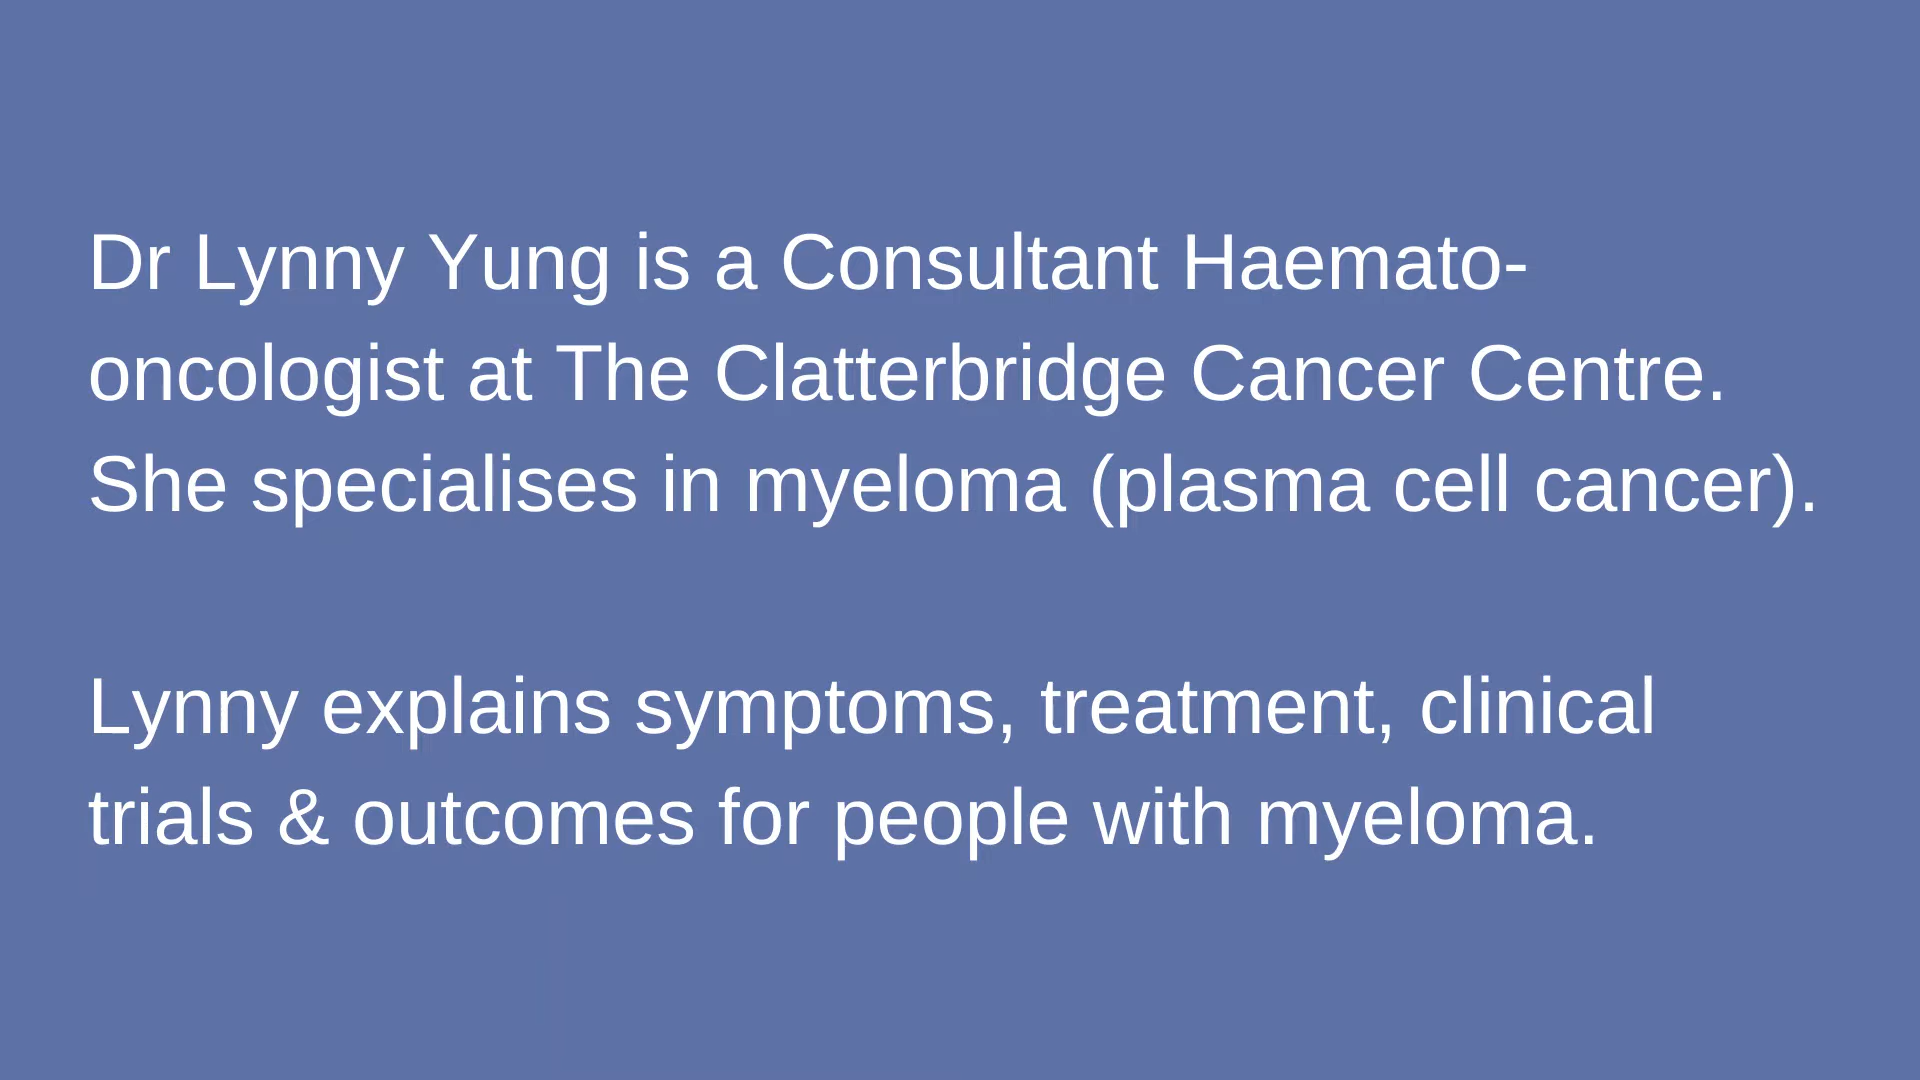 Dr Lynny Yung is a Consultant Haemato-
oncologist at The Clatterbridge Cancer Centre.
She specialises in myeloma (plasma cell cancer).
Lynny explains symptoms, treatment, clinical
trials & outcomes for people with myeloma.